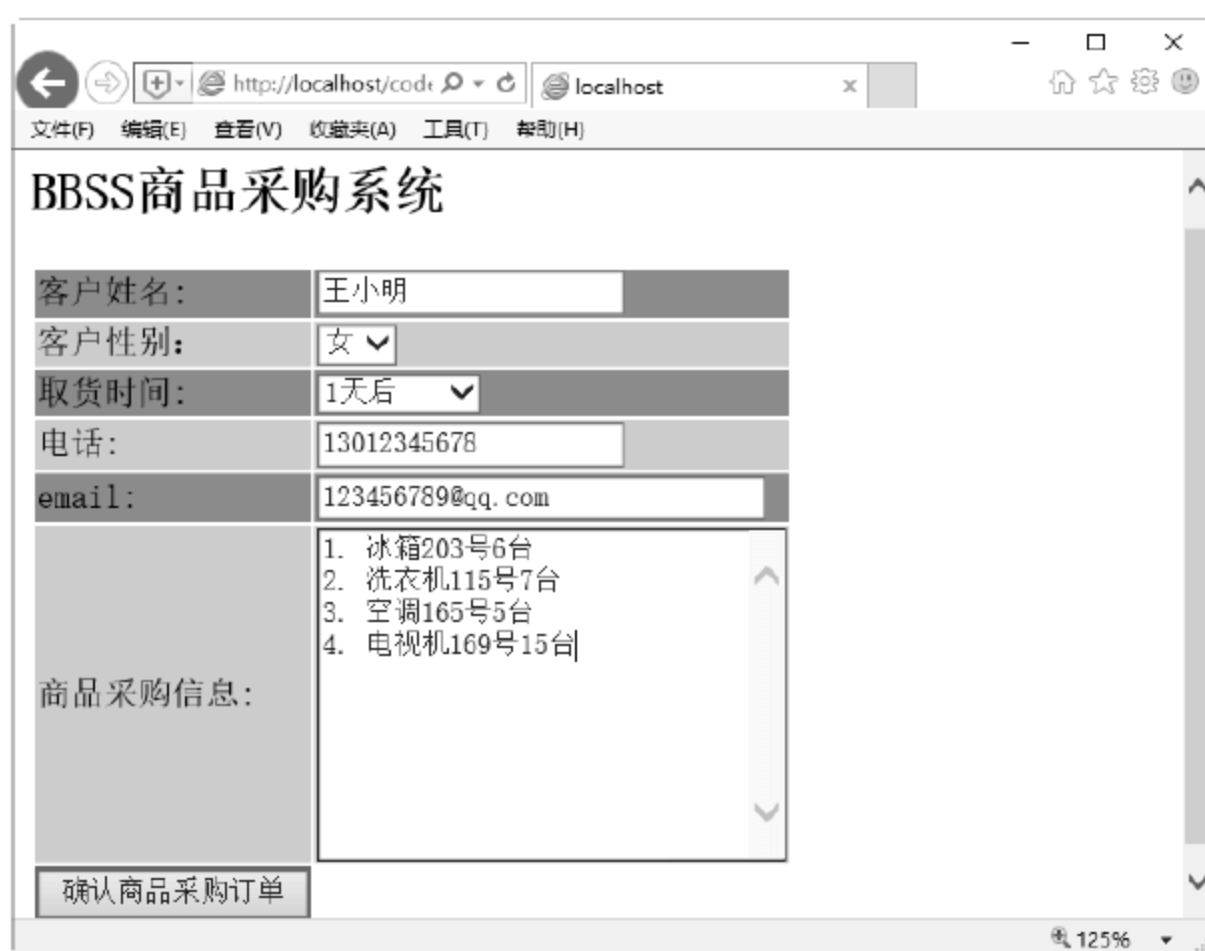 http://localhost/code
localhost
文件(F) 编辑(E) 查看(V) 收藏夹(A) 工具(T) 帮助(H)
BBSS商品采购系统
客户姓名: 王小明
客户性别: 女
取货时间: 1天后
电话: 13012345678
email: 123456789@qq.com
1. 冰箱203号6台
2. 洗衣机115号7台
3. 空调165号5台
4. 电视机169号15台
商品采购信息:
确认商品采购订单
125%